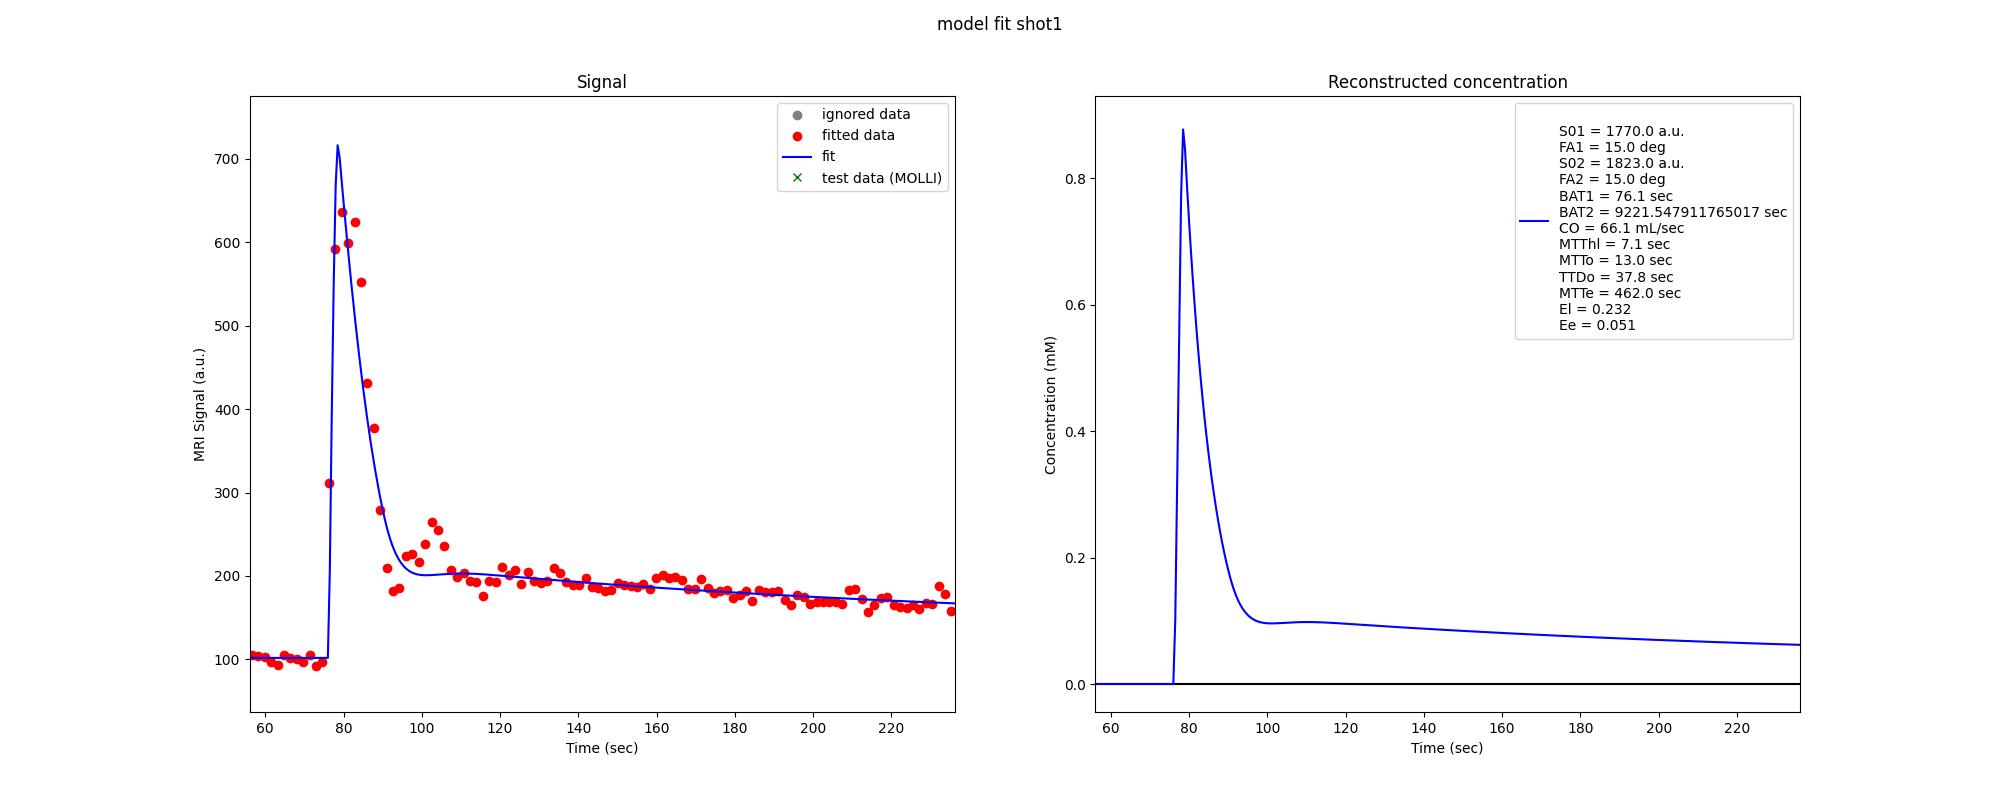 model fit shot1
Signal
MRI Signal (a.u.)
700
600
500
400
300
200
100
60 80 100 120 140 160 180 200 220
Time (sec)
ignored data
fitted data
fit
test data (MOLLI)
Reconstructed concentration
Concentration (mM)
0.8
0.6
0.4
0.2
0.0
60 80 100 120 140 160 180 200 220
Time (sec)
S01 = 1770.0 a.u.
FA1 = 15.0 deg
S02 = 1823.0 a.u.
FA2 = 15.0 deg
BAT1 = 76.1 sec
BAT2 = 9221.547911765017 sec
CO = 66.1 mL/sec
MTThl = 7.1 sec
MTTo = 13.0 sec
TTDo = 37.8 sec
MTTe = 462.0 sec
El = 0.232
Ee = 0.051